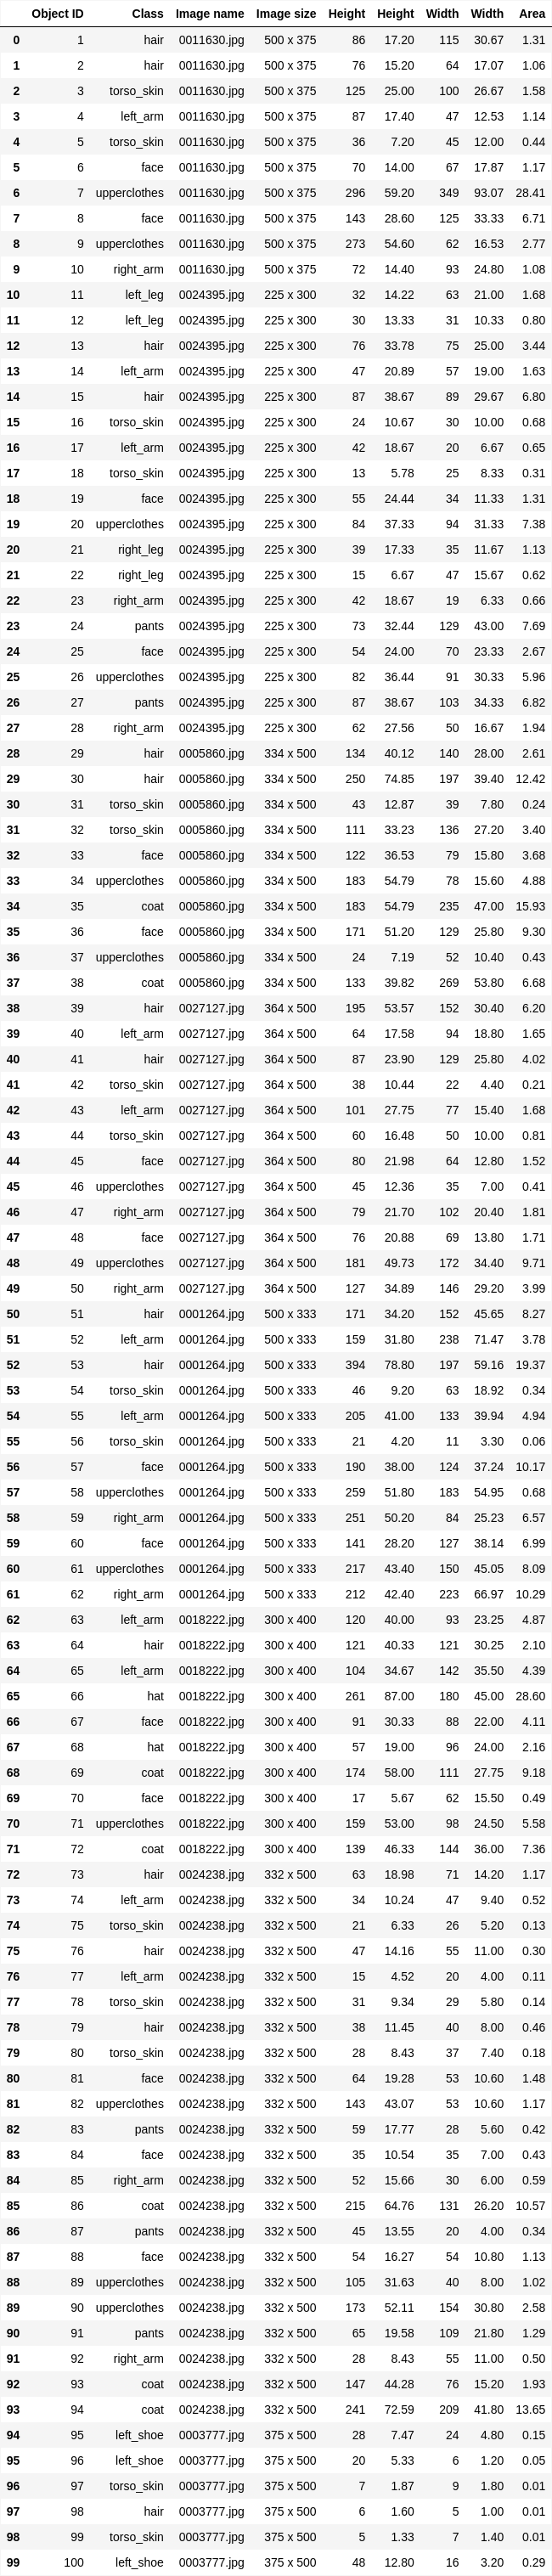 Object ID Class Image name Image size Height Height Width Width Area
0 1 hair 0011630.jpg 500 x 375 86 17.20 115 30.67 1.31
1 2 hair 0011630.jpg 500 x 375 76 15.20 64 17.07 1.06
2 3 torso_skin 0011630.jpg 500 x 375 125 25.00 100 26.67 1.58
3 4 left_arm 0011630.jpg 500 x 375 87 17.40 47 12.53 1.14
4 5 torso_skin 0011630.jpg 500 x 375 36 7.20 45 12.00 0.44
5 6 face 0011630.jpg 500 x 375 70 14.00 67 17.87 1.17
6 7 upperclothes 0011630.jpg 500 x 375 296 59.20 349 93.07 28.41
7 8 face 0011630.jpg 500 x 375 143 28.60 125 33.33 6.71
8 9 upperclothes 0011630.jpg 500 x 375 273 54.60 62 16.53 2.77
9 10 right_arm 0011630.jpg 500 x 375 72 14.40 93 24.80 1.08
10 11 left_leg 0024395.jpg 225 x 300 32 14.22 63 21.00 1.68
11 12 left_leg 0024395.jpg 225 x 300 30 13.33 31 10.33 0.80
12 13 hair 0024395.jpg 225 x 300 76 33.78 75 25.00 3.44
13 14 left_arm 0024395.jpg 225 x 300 47 20.89 57 19.00 1.63
14 15 hair 0024395.jpg 225 x 300 87 38.67 89 29.67 6.80
15 16 torso_skin 0024395.jpg 225 x 300 24 10.67 30 10.00 0.68
16 17 left_arm 0024395.jpg 225 x 300 42 18.67 20 6.67 0.65
17 18 torso_skin 0024395.jpg 225 x 300 13 5.78 25 8.33 0.31
18 19 face 0024395.jpg 225 x 300 55 24.44 34 11.33 1.31
19 20 upperclothes 0024395.jpg 225 x 300 84 37.33 94 31.33 7.38
20 21 right_leg 0024395.jpg 225 x 300 39 17.33 35 11.67 1.13
21 22 right_leg 0024395.jpg 225 x 300 15 6.67 47 15.67 0.62
22 23 right_arm 0024395.jpg 225 x 300 42 18.67 19 6.33 0.66
23 24 pants 0024395.jpg 225 x 300 73 32.44 129 43.00 7.69
24 25 face 0024395.jpg 225 x 300 54 24.00 70 23.33 2.67
25 26 upperclothes 0024395.jpg 225 x 300 82 36.44 91 30.33 5.96
26 27 pants 0024395.jpg 225 x 300 87 38.67 103 34.33 6.82
27 28 right_arm 0024395.jpg 225 x 300 62 27.56 50 16.67 1.94
28 29 hair 0005860.jpg 334 x 500 134 40.12 140 28.00 2.61
29 30 hair 0005860.jpg 334 x 500 250 74.85 197 39.40 12.42
30 31 torso_skin 0005860.jpg 334 x 500 43 12.87 39 7.80 0.24
31 32 torso_skin 0005860.jpg 334 x 500 111 33.23 136 27.20 3.40
32 33 face 0005860.jpg 334 x 500 122 36.53 79 15.80 3.68
33 34 upperclothes 0005860.jpg 334 x 500 183 54.79 78 15.60 4.88
34 35 coat 0005860.jpg 334 x 500 183 54.79 235 47.00 15.93
35 36 face 0005860.jpg 334 x 500 171 51.20 129 25.80 9.30
36 37 upperclothes 0005860.jpg 334 x 500 24 7.19 52 10.40 0.43
37 38 coat 0005860.jpg 334 x 500 133 39.82 269 53.80 6.68
38 39 hair 0027127.jpg 364 x 500 195 53.57 152 30.40 6.20
39 40 left_arm 0027127.jpg 364 x 500 64 17.58 94 18.80 1.65
40 41 hair 0027127.jpg 364 x 500 87 23.90 129 25.80 4.02
41 42 torso_skin 0027127.jpg 364 x 500 38 10.44 22 4.40 0.21
42 43 left_arm 0027127.jpg 364 x 500 101 27.75 77 15.40 1.68
43 44 torso_skin 0027127.jpg 364 x 500 60 16.48 50 10.00 0.81
44 45 face 0027127.jpg 364 x 500 80 21.98 64 12.80 1.52
45 46 upperclothes 0027127.jpg 364 x 500 45 12.36 35 7.00 0.41
46 47 right_arm 0027127.jpg 364 x 500 79 21.70 102 20.40 1.81
47 48 face 0027127.jpg 364 x 500 76 20.88 69 13.80 1.71
48 49 upperclothes 0027127.jpg 364 x 500 181 49.73 172 34.40 9.71
49 50 right_arm 0027127.jpg 364 x 500 127 34.89 146 29.20 3.99
50 51 hair 0001264.jpg 500 x 333 171 34.20 152 45.65 8.27
51 52 left_arm 0001264.jpg 500 x 333 159 31.80 238 71.47 3.78
52 53 hair 0001264.jpg 500 x 333 394 78.80 197 59.16 19.37
53 54 torso_skin 0001264.jpg 500 x 333 46 9.20 63 18.92 0.34
54 55 left_arm 0001264.jpg 500 x 333 205 41.00 133 39.94 4.94
55 56 torso_skin 0001264.jpg 500 x 333 21 4.20 11 3.30 0.06
56 57 face 0001264.jpg 500 x 333 190 38.00 124 37.24 10.17
57 58 upperclothes 0001264.jpg 500 x 333 259 51.80 183 54.95 0.68
58 59 right_arm 0001264.jpg 500 x 333 251 50.20 84 25.23 6.57
59 60 face 0001264.jpg 500 x 333 141 28.20 127 38.14 6.99
60 61 upperclothes 0001264.jpg 500 x 333 217 43.40 150 45.05 8.09
61 62 right_arm 0001264.jpg 500 x 333 212 42.40 223 66.97 10.29
62 63 left_arm 0018222.jpg 300 x 400 120 40.00 93 23.25 4.87
63 64 hair 0018222.jpg 300 x 400 121 40.33 121 30.25 2.10
64 65 left_arm 0018222.jpg 300 x 400 104 34.67 142 35.50 4.39
65 66 hat 0018222.jpg 300 x 400 261 87.00 180 45.00 28.60
66 67 face 0018222.jpg 300 x 400 91 30.33 88 22.00 4.11
67 68 hat 0018222.jpg 300 x 400 57 19.00 96 24.00 2.16
68 69 coat 0018222.jpg 300 x 400 174 58.00 111 27.75 9.18
69 70 face 0018222.jpg 300 x 400 17 5.67 62 15.50 0.49
70 71 upperclothes 0018222.jpg 300 x 400 159 53.00 98 24.50 5.58
71 72 coat 0018222.jpg 300 x 400 139 46.33 144 36.00 7.36
72 73 hair 0024238.jpg 332 x 500 63 18.98 71 14.20 1.17
73 74 left_arm 0024238.jpg 332 x 500 34 10.24 47 9.40 0.52
74 75 torso_skin 0024238.jpg 332 x 500 21 6.33 26 5.20 0.13
75 76 hair 0024238.jpg 332 x 500 47 14.16 55 11.00 0.30
76 77 left_arm 0024238.jpg 332 x 500 15 4.52 20 4.00 0.11
77 78 torso_skin 0024238.jpg 332 x 500 31 9.34 29 5.80 0.14
78 79 hair 0024238.jpg 332 x 500 38 11.45 40 8.00 0.46
79 80 torso_skin 0024238.jpg 332 x 500 28 8.43 37 7.40 0.18
80 81 face 0024238.jpg 332 x 500 64 19.28 53 10.60 1.48
81 82 upperclothes 0024238.jpg 332 x 500 143 43.07 53 10.60 1.17
82 83 pants 0024238.jpg 332 x 500 59 17.77 28 5.60 0.42
83 84 face 0024238.jpg 332 x 500 35 10.54 35 7.00 0.43
84 85 right_arm 0024238.jpg 332 x 500 52 15.66 30 6.00 0.59
85 86 coat 0024238.jpg 332 x 500 215 64.76 131 26.20 10.57
86 87 pants 0024238.jpg 332 x 500 45 13.55 20 4.00 0.34
87 88 face 0024238.jpg 332 x 500 54 16.27 54 10.80 1.13
88 89 upperclothes 0024238.jpg 332 x 500 105 31.63 40 8.00 1.02
89 90 upperclothes 0024238.jpg 332 x 500 173 52.11 154 30.80 2.58
90 91 pants 0024238.jpg 332 x 500 65 19.58 109 21.80 1.29
91 92 right_arm 0024238.jpg 332 x 500 28 8.43 55 11.00 0.50
92 93 coat 0024238.jpg 332 x 500 147 44.28 76 15.20 1.93
93 94 coat 0024238.jpg 332 x 500 241 72.59 209 41.80 13.65
94 95 left_shoe 0003777.jpg 375 x 500 28 7.47 24 4.80 0.15
95 96 left_shoe 0003777.jpg 375 x 500 20 5.33 6 1.20 0.05
96 97 torso_skin 0003777.jpg 375 x 500 7 1.87 9 1.80 0.01
97 98 hair 0003777.jpg 375 x 500 6 1.60 5 1.00 0.01
98 99 torso_skin 0003777.jpg 375 x 500 5 1.33 7 1.40 0.01
99 100 left_shoe 0003777.jpg 375 x 500 48 12.80 16 3.20 0.29